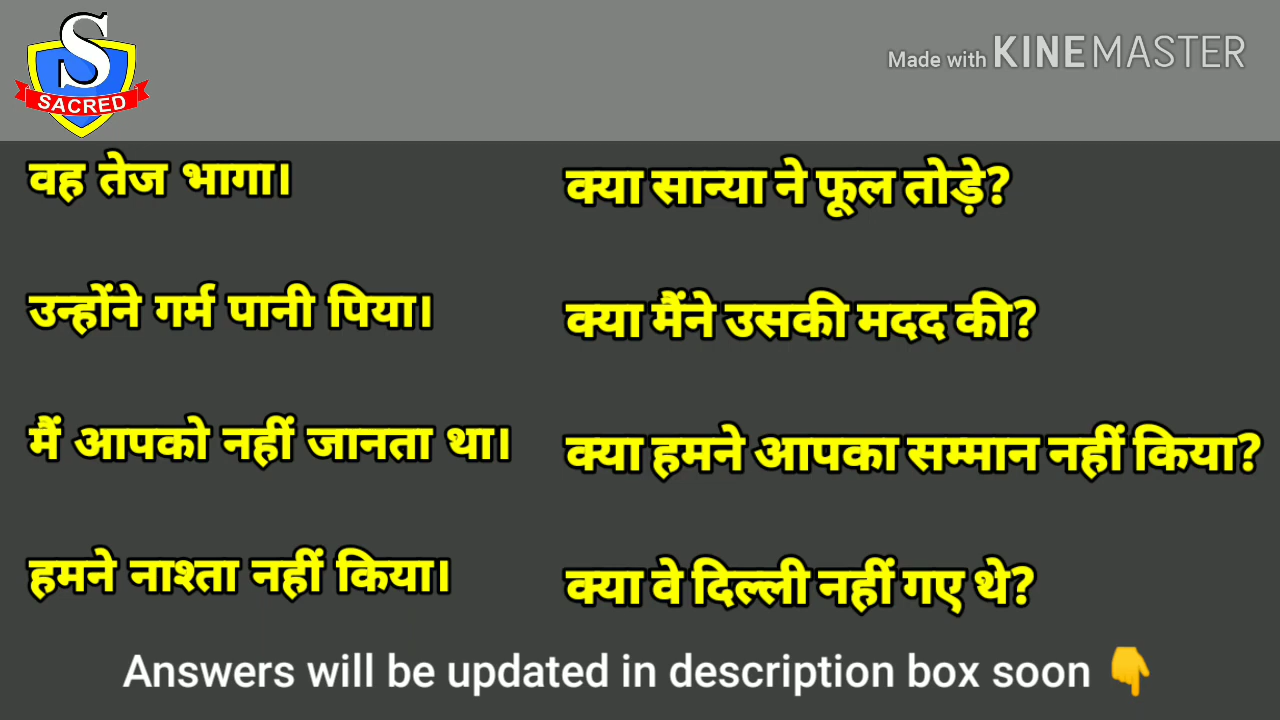 S
SACRED
Made with KINEMASTER
वह तेज भागा।
उन्होंने गर्म पानी पिया।
मैं आपको नहीं जानता था।
हमने नाश्ता नहीं किया।
क्या सान्या ने फूल तोड़े?
क्या मैंने उसकी मदद की?
क्या हमने आपका सम्मान नहीं किया?
क्या वे दिल्ली नहीं गए थे?
Answers will be updated in description box soon 👇